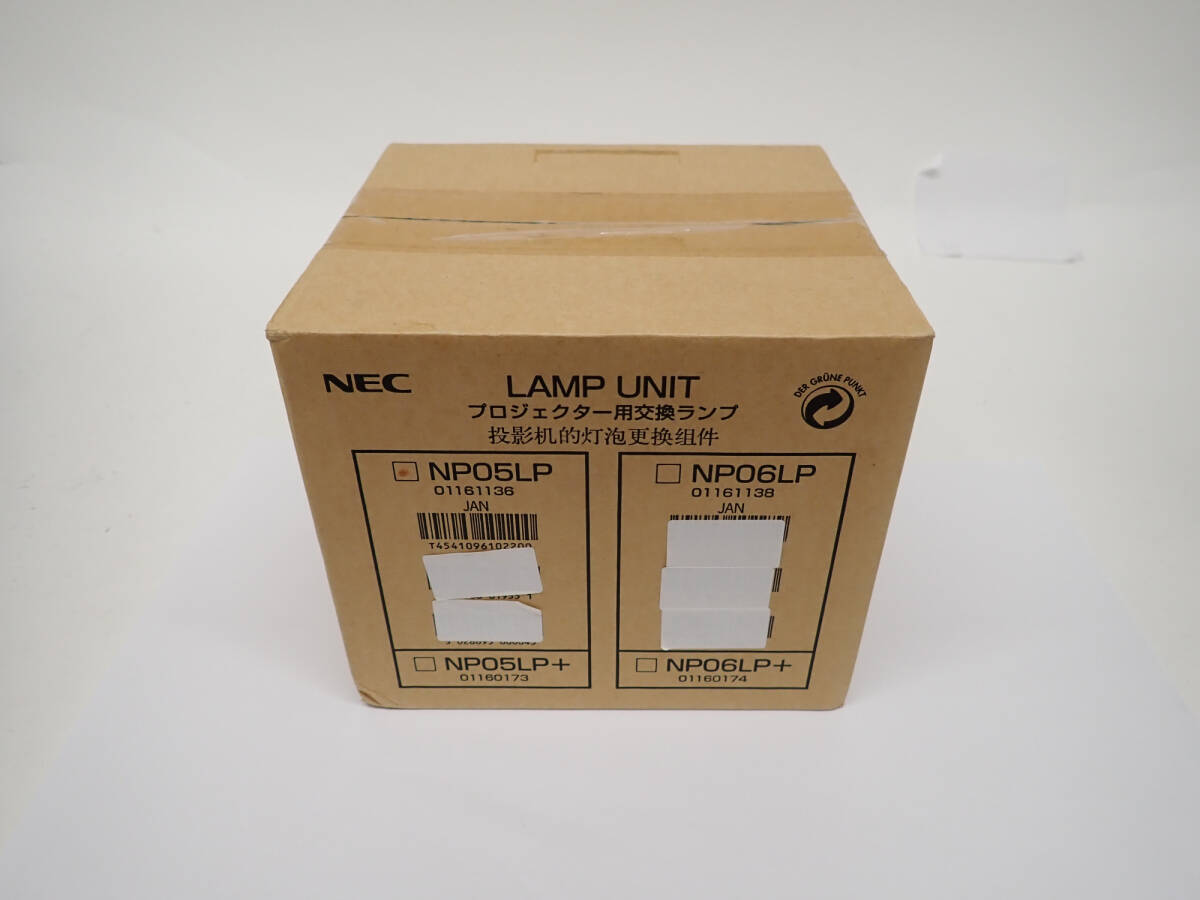 NEC
LAMP UNIT
プロジェクター用交換ランプ
投影机的灯泡更换组件
DER GRÜNE PUNKT
NP05LP
01161136
JAN
T4541096102200
NP05LP+
01160173
NP06LP
01161138
JAN
NP06LP+
01160174